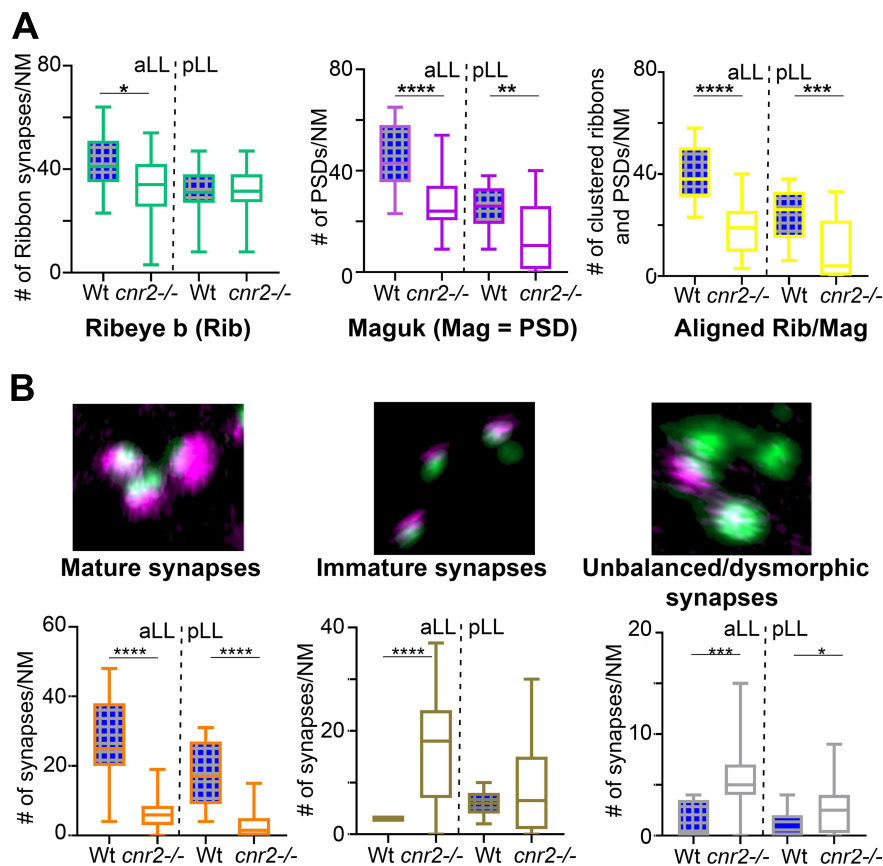 A
80
40
0
# of Ribbon synapses/NM
aLL pLL
*
Wt cnr2-/- Wt cnr2-/-
Ribeye b (Rib)
80
40
0
# of PSDs/NM
aLL pLL
**** **
Wt cnr2-/- Wt cnr2-/-
Maguk (Mag = PSD)
80
40
0
# of clustered ribbons
and PSDs/NM
aLL pLL
**** ***
Wt cnr2-/- Wt cnr2-/-
Aligned Rib/Mag
B
Mature synapses
Immature synapses
Unbalanced/dysmorphic
synapses
60
40
20
0
# of synapses/NM
aLL pLL
**** ****
Wt cnr2-/- Wt cnr2-/-
40
20
0
# of synapses/NM
aLL pLL
****
Wt cnr2-/- Wt cnr2-/-
20
10
0
# of synapses/NM
aLL pLL
*** *
Wt cnr2-/- Wt cnr2-/-